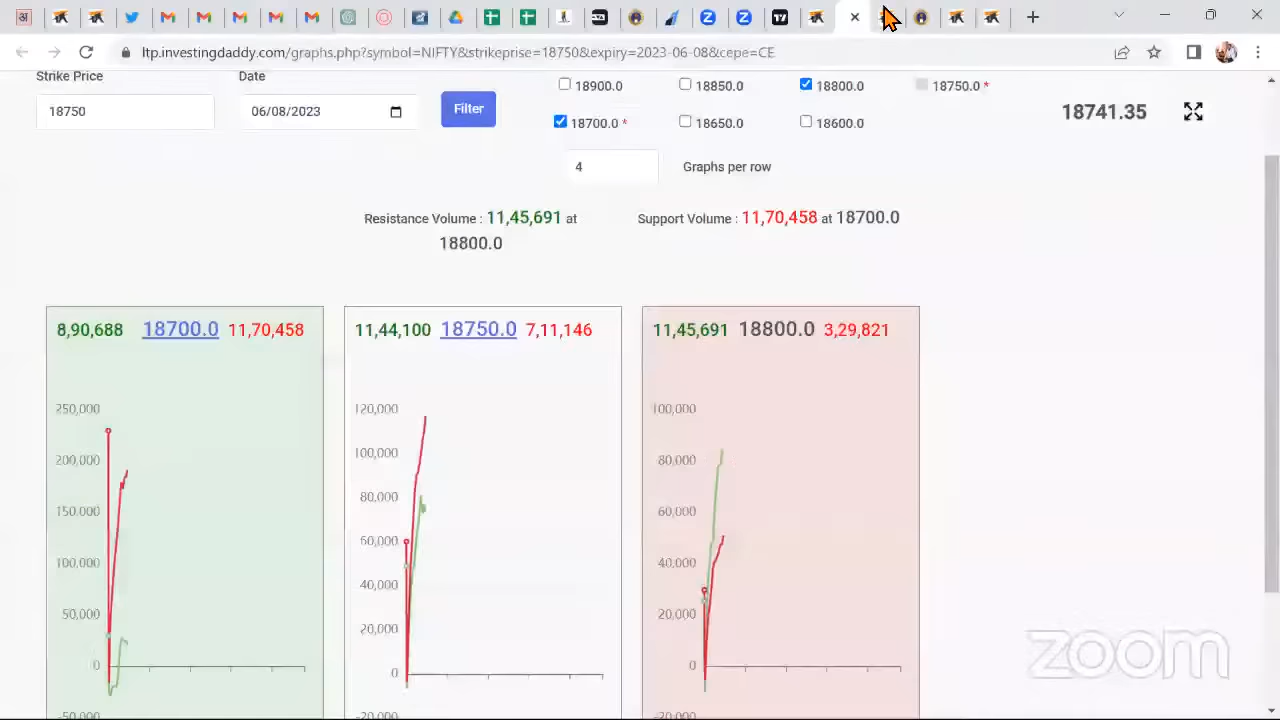 अ
ltp.investingdaddy.com/graphs.php?symbol=NIFTY&strikeprise=18750&expiry=2023-06-08&cepe=CE
Strike Price
Date
18750
06/08/2023
Filter
18900.0
18850.0
18800.0
18750.0 *
18700.0 *
18650.0
18600.0
18741.35
4
Graphs per row
Resistance Volume : 11,45,691 at
18800.0
Support Volume : 11,70,458 at 18700.0
8,90,688 18700.0 11,70,458
250,000
200,000
150,000
100,000
50,000
0
-50,000
11,44,100 18750.0 7,11,146
120,000
100,000
80,000
60,000
40,000
20,000
0
-20,000
11,45,691 18800.0 3,29,821
100,000
80,000
60,000
40,000
20,000
0
-20,000
zoom